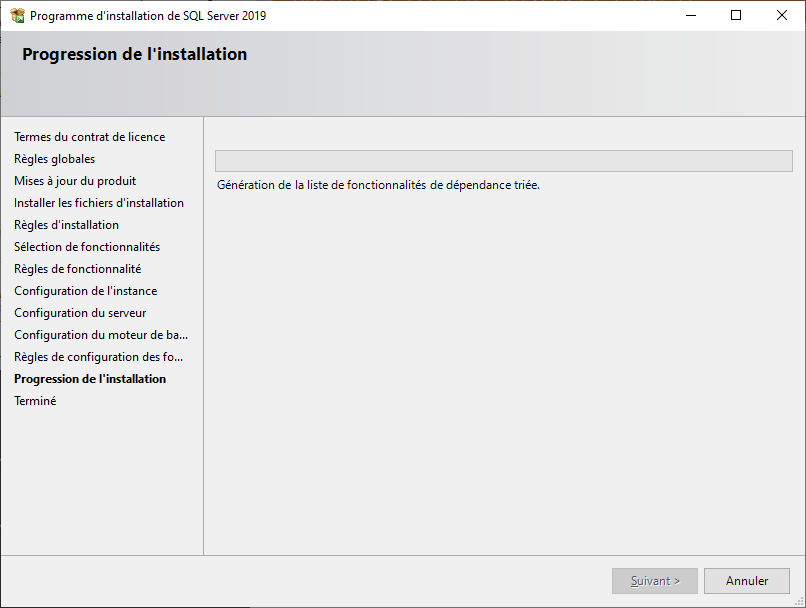 Programme d'installation de SQL Server 2019
Progression de l'installation
Termes du contrat de licence
Règles globales
Mises à jour du produit
Installer les fichiers d'installation
Règles d'installation
Sélection de fonctionnalités
Règles de fonctionnalité
Configuration de l'instance
Configuration du serveur
Configuration du moteur de ba...
Règles de configuration des fo...
Progression de l'installation
Terminé
Génération de la liste de fonctionnalités de dépendance triée.
Suivant >
Annuler